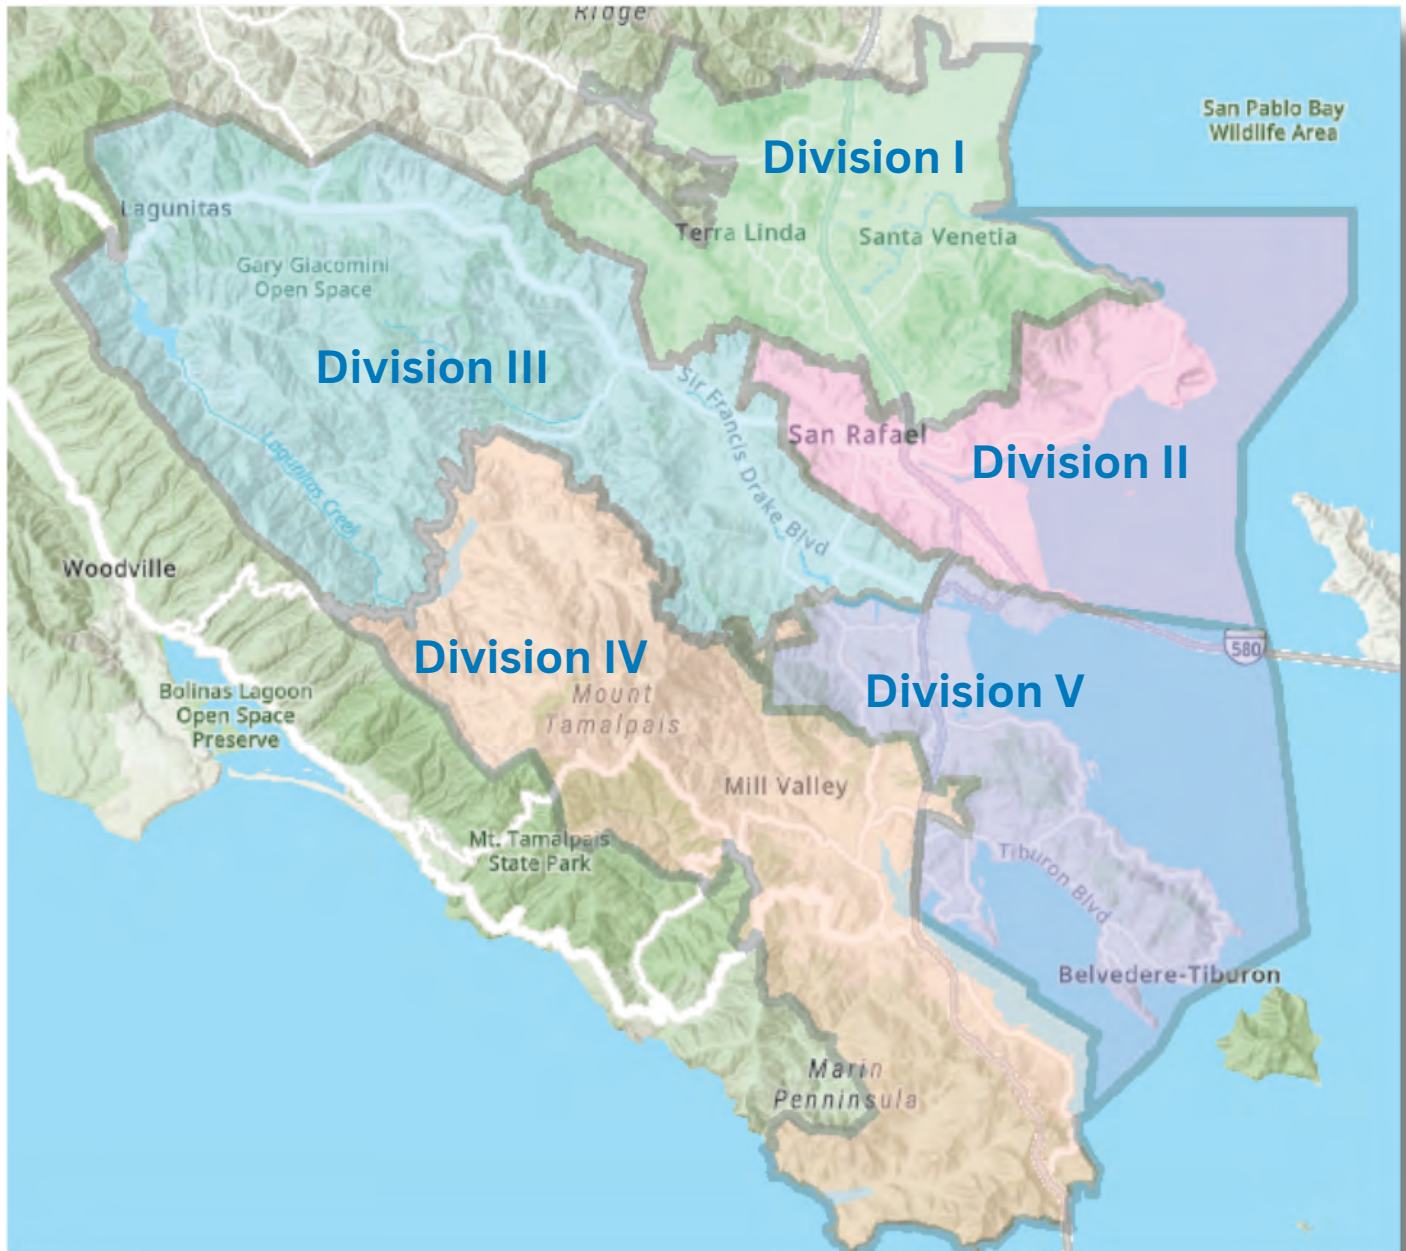 Ridge
San Pablo Bay
Wildlife Area
Division I
Lagunitas
Terra Linda
Santa Venetia
Gary Giacomini
Open Space
Division III
Sir Francis Drake Blvd
San Rafael
Division II
Lagunitas Creek
Woodville
580
Division IV
Division V
Bolinas Lagoon
Open Space
Preserve
Mount
Tamalpais
Mill Valley
Mt. Tamalpais
State Park
Tiburon Blvd
Belvedere-Tiburon
Marin
Penninsula